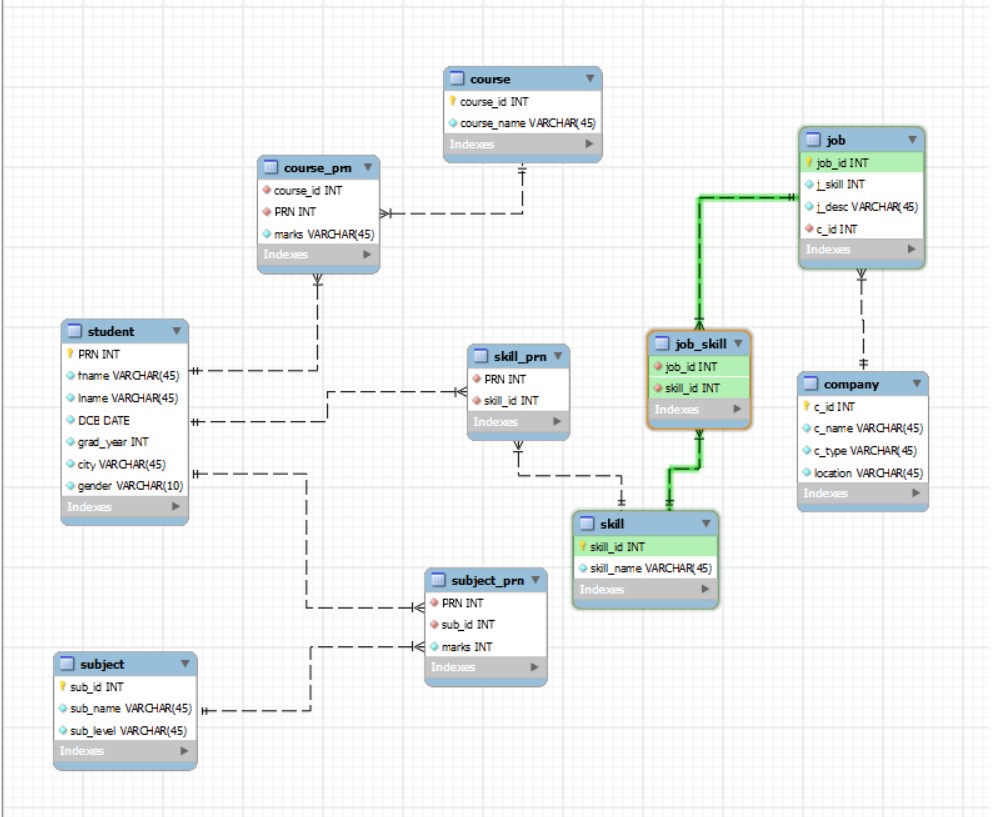 course
course_id INT
course_name VARCHAR(45)
Indexes
job
job_id INT
j_skill INT
j_desc VARCHAR(45)
c_id INT
Indexes
course_prn
course_id INT
PRN INT
marks VARCHAR(45)
Indexes
student
PRN INT
fname VARCHAR(45)
lname VARCHAR(45)
DCB DATE
grad_year INT
city VARCHAR(45)
gender VARCHAR(10)
Indexes
skill_prn
PRN INT
skill_id INT
Indexes
job_skill
job_id INT
skill_id INT
Indexes
company
c_id INT
c_name VARCHAR(45)
c_type VARCHAR(45)
location VARCHAR(45)
Indexes
skill
skill_id INT
skill_name VARCHAR(45)
Indexes
subject_prn
PRN INT
sub_id INT
marks INT
Indexes
subject
sub_id INT
sub_name VARCHAR(45)
sub_level VARCHAR(45)
Indexes